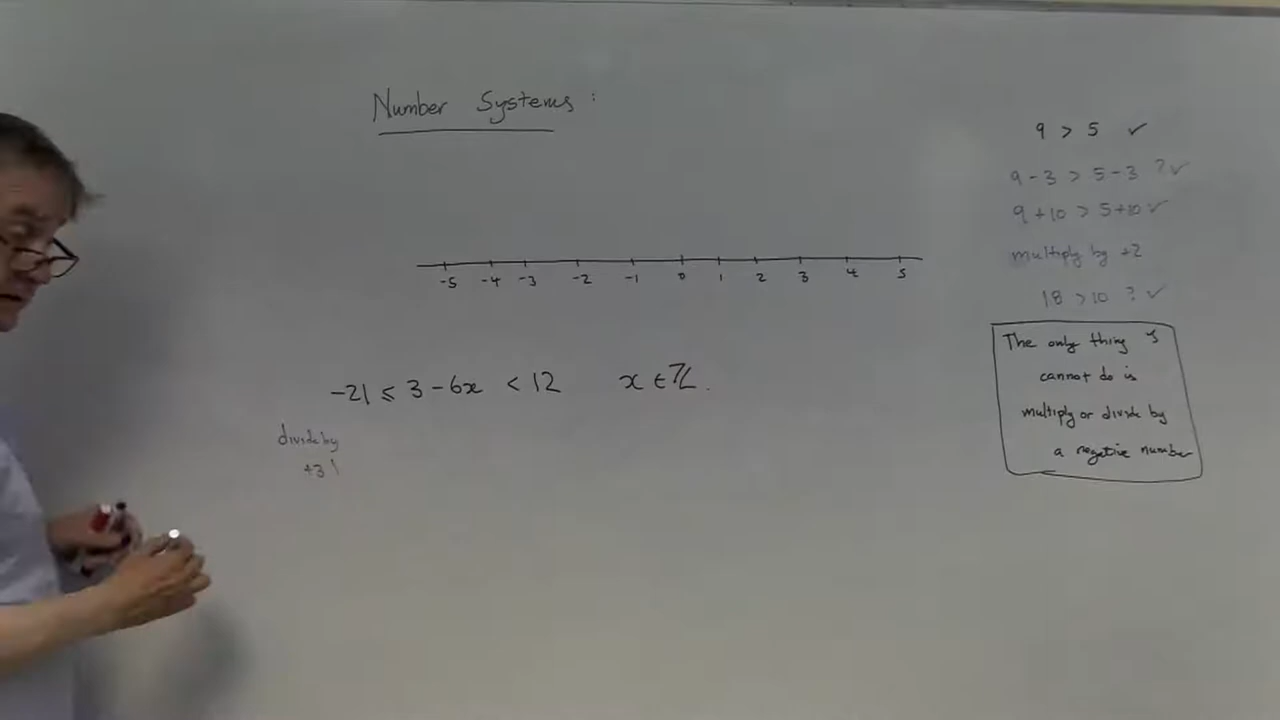 Number Systems :
-5 -4 -3 -2 -1 0 1 2 3 4 5
-21 ≤ 3 - 6x < 12 x ∈ ℤ.
divide by
+3
9 > 5 ✓
9 - 3 > 5 - 3 ? ✓
9 + 10 > 5 + 10 ✓
multiply by +2
18 > 10 ? ✓
The only thing
cannot do is
multiply or divide by
a negative number